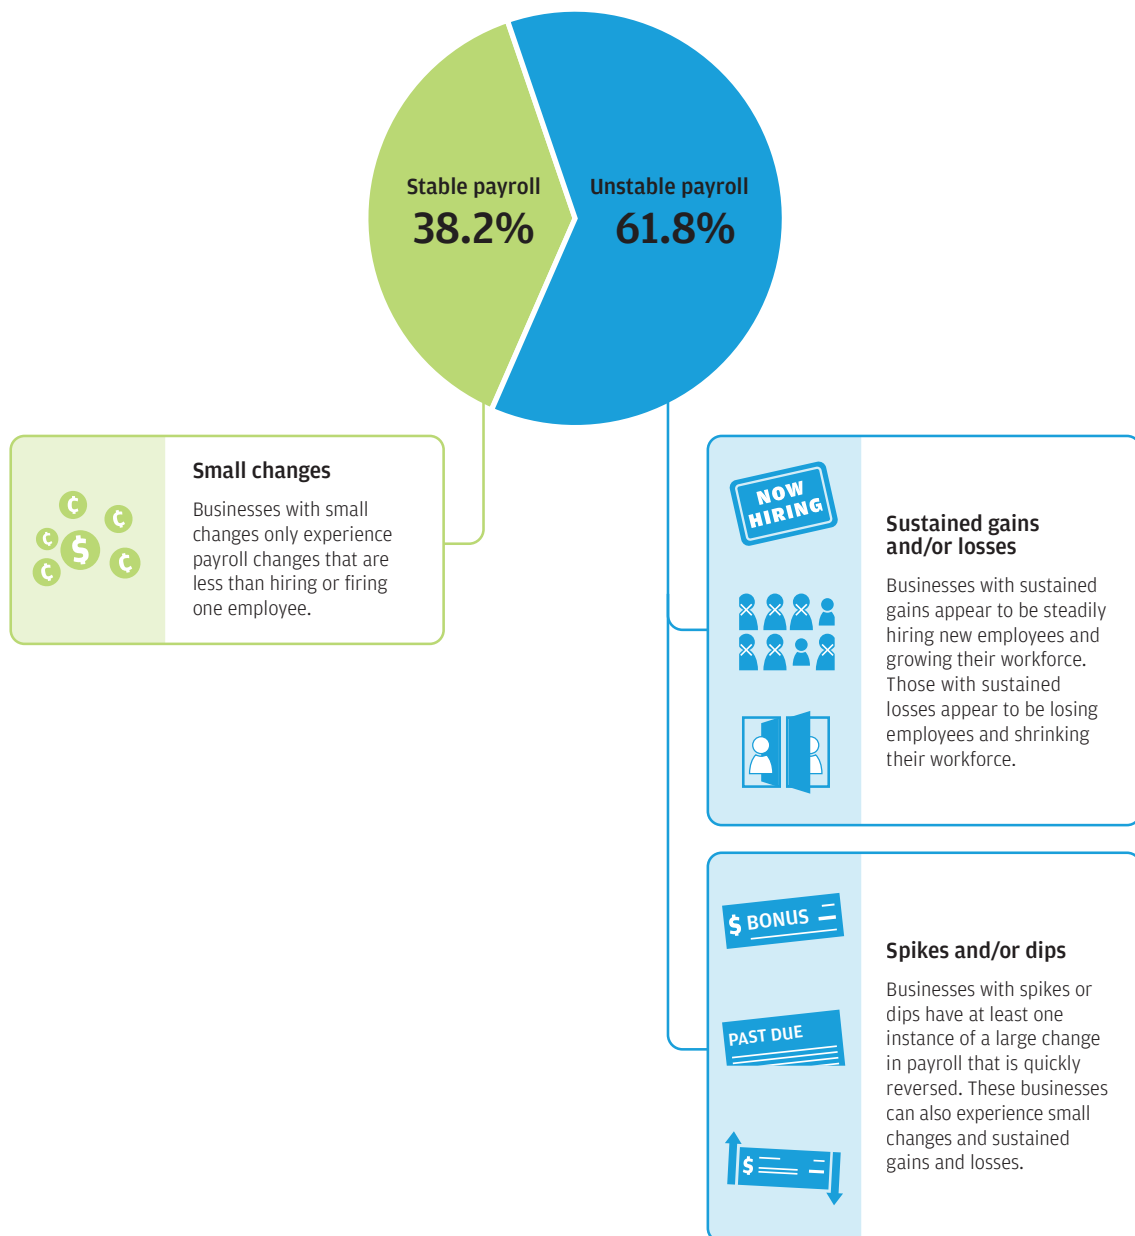 Stable payroll
38.2%
Unstable payroll
61.8%
Small changes
Businesses with small
changes only experience
payroll changes that are
less than hiring or firing
one employee.
NOW
HIRING
Sustained gains
and/or losses
Businesses with sustained
gains appear to be steadily
hiring new employees and
growing their workforce.
Those with sustained
losses appear to be losing
employees and shrinking
their workforce.
$ BONUS
PAST DUE
$
Spikes and/or dips
Businesses with spikes or
dips have at least one
instance of a large change
in payroll that is quickly
reversed. These businesses
can also experience small
changes and sustained
gains and losses.